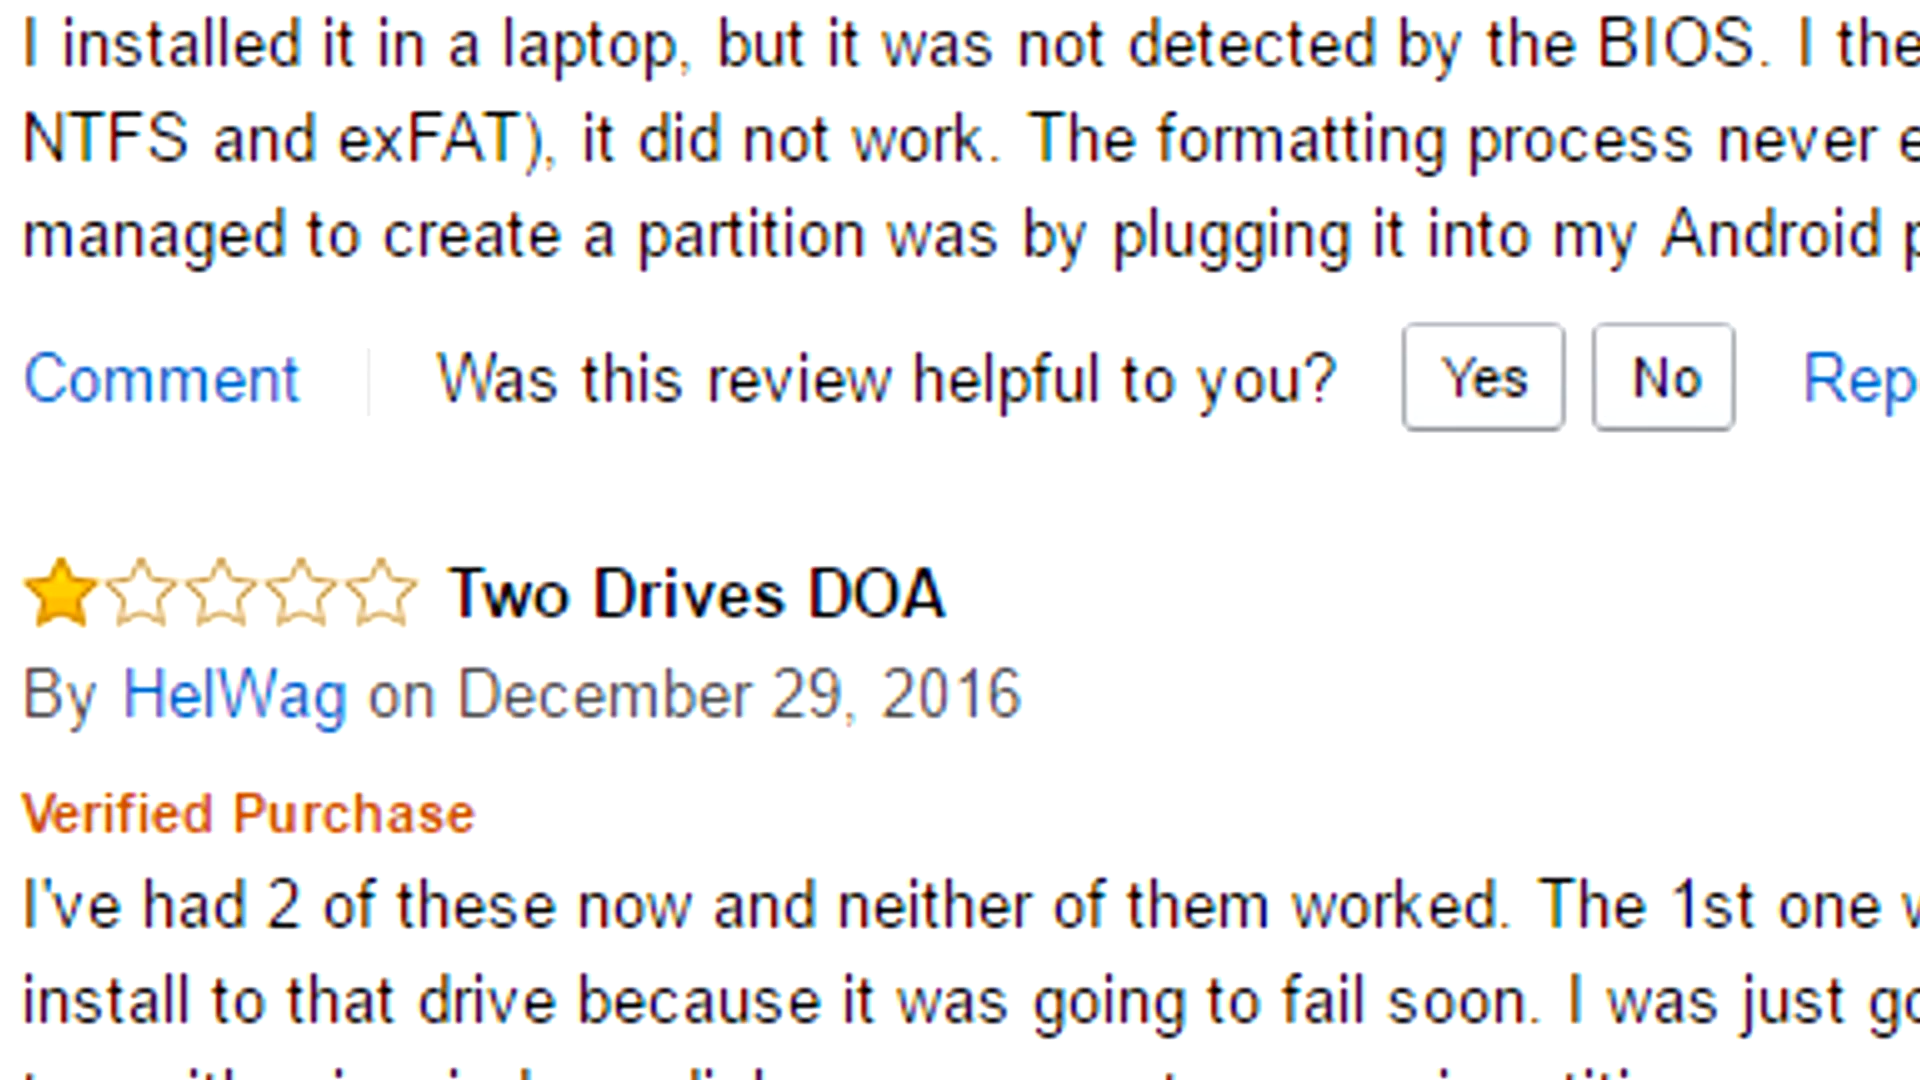 I installed it in a laptop, but it was not detected by the BIOS. I the
NTFS and exFAT), it did not work. The formatting process never e
managed to create a partition was by plugging it into my Android p
Comment Was this review helpful to you? Yes No Rep
Two Drives DOA
By HelWag on December 29, 2016
Verified Purchase
I've had 2 of these now and neither of them worked. The 1st one w
install to that drive because it was going to fail soon. I was just go